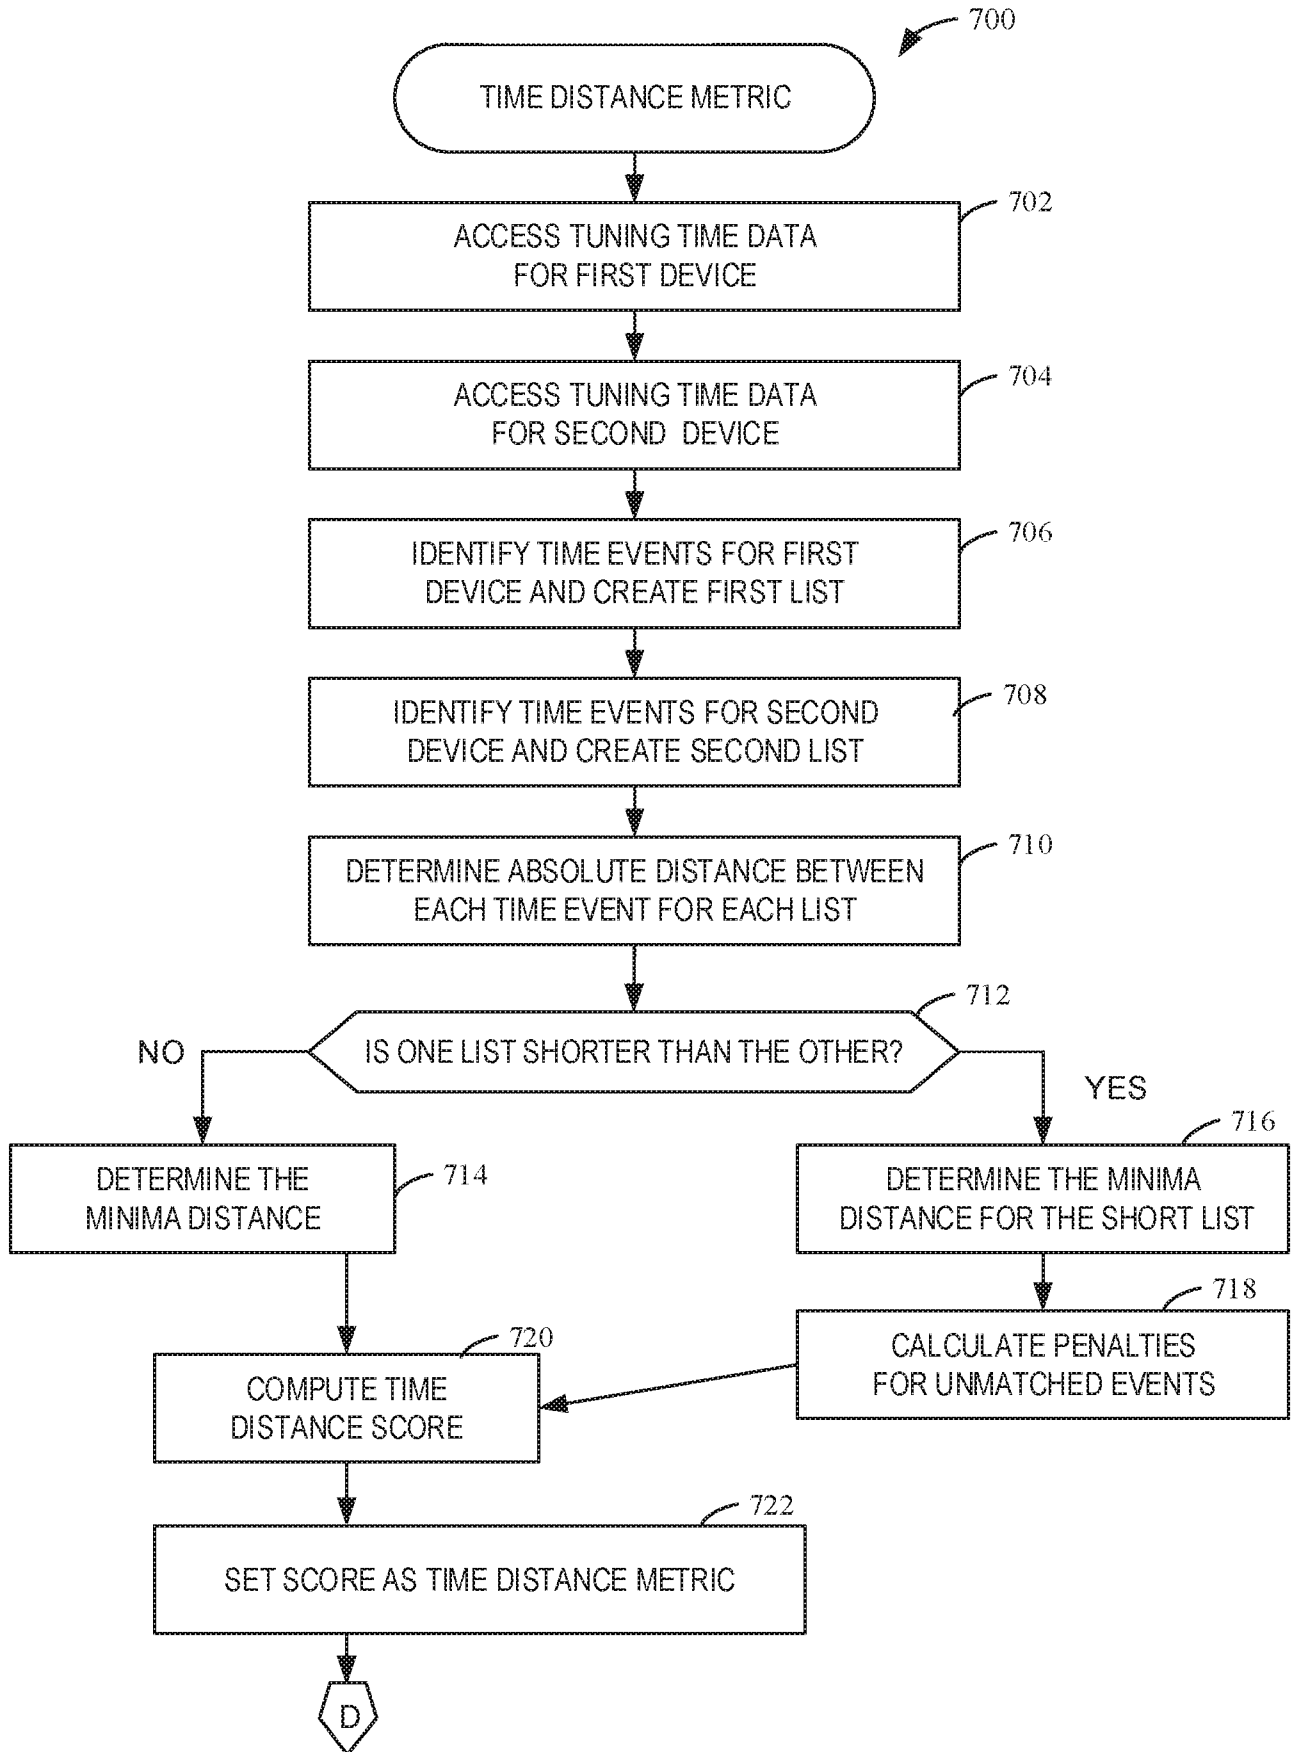 700
TIME DISTANCE METRIC
702
ACCESS TUNING TIME DATA
FOR FIRST DEVICE
704
ACCESS TUNING TIME DATA
FOR SECOND DEVICE
706
IDENTIFY TIME EVENTS FOR FIRST
DEVICE AND CREATE FIRST LIST
708
IDENTIFY TIME EVENTS FOR SECOND
DEVICE AND CREATE SECOND LIST
710
DETERMINE ABSOLUTE DISTANCE BETWEEN
EACH TIME EVENT FOR EACH LIST
712
IS ONE LIST SHORTER THAN THE OTHER?
NO
YES
714
DETERMINE THE
MINIMA DISTANCE
716
DETERMINE THE MINIMA
DISTANCE FOR THE SHORT LIST
718
CALCULATE PENALTIES
FOR UNMATCHED EVENTS
720
COMPUTE TIME
DISTANCE SCORE
722
SET SCORE AS TIME DISTANCE METRIC
D